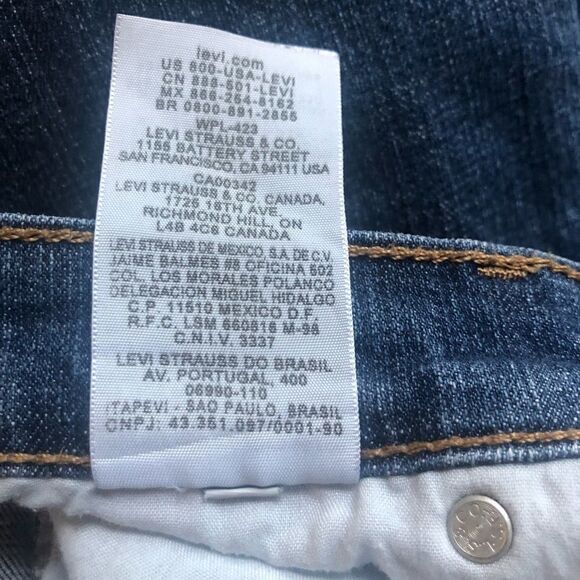 levi.com
US 800-USA-LEVI
CN 888-501-LEVI
MX 866-254-8162
BR 0800-891-2855
WPL-423
LEVI STRAUSS & CO.
1155 BATTERY STREET
SAN FRANCISCO, CA 94111 USA
CA00342
LEVI STRAUSS & CO. CANADA,
1725 16TH AVE.
RICHMOND HILL, ON
L4B 4C6 CANADA
LEVI STRAUSS DE MEXICO, S.A. DE C.V.
JAIME BALMES #8 OFICINA 602
COL. LOS MORALES POLANCO
DELEGACION MIGUEL HIDALGO
C.P. 11510 MEXICO D.F.
R.F.C. LSM 660816 M-96
C.N.I.V. 3337
LEVI STRAUSS DO BRASIL
AV. PORTUGAL, 400
06990-110
ITAPEVI - SAO PAULO, BRASIL
CNPJ; 43.351.097/0001-90